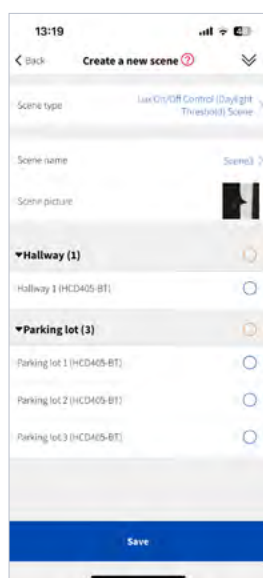 13:19
Back Create a new scene ?
Scene type Lux On/Off Control (Daylight
Threshold) Scene
Scene name Scene3
Scene picture
Hallway (1)
Hallway 1 (HCD405-BT)
Parking lot (3)
Parking lot 1 (HCD405-BT)
Parking lot 2 (HCD405-BT)
Parking lot 3 (HCD405-BT)
Save